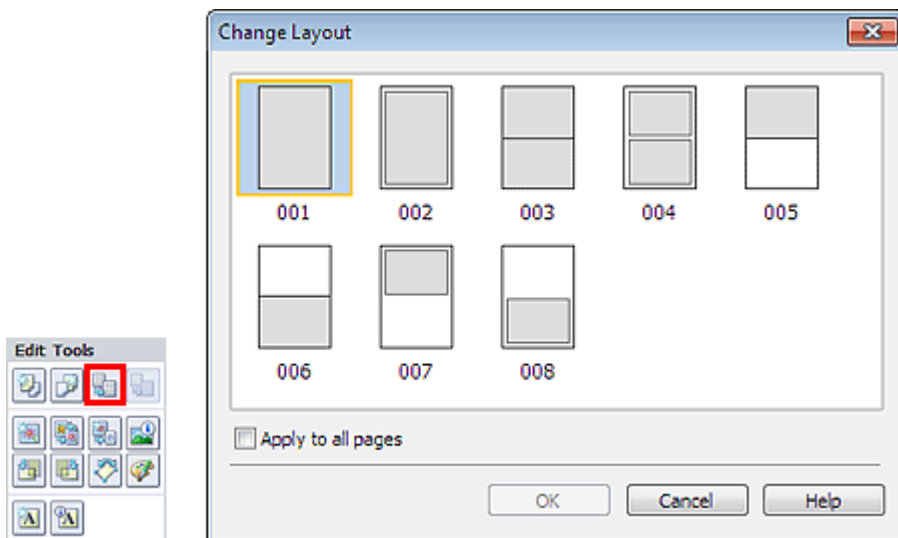 Change Layout
001 002 003 004 005
006 007 008
Edit Tools
Apply to all pages
OK Cancel Help
A A